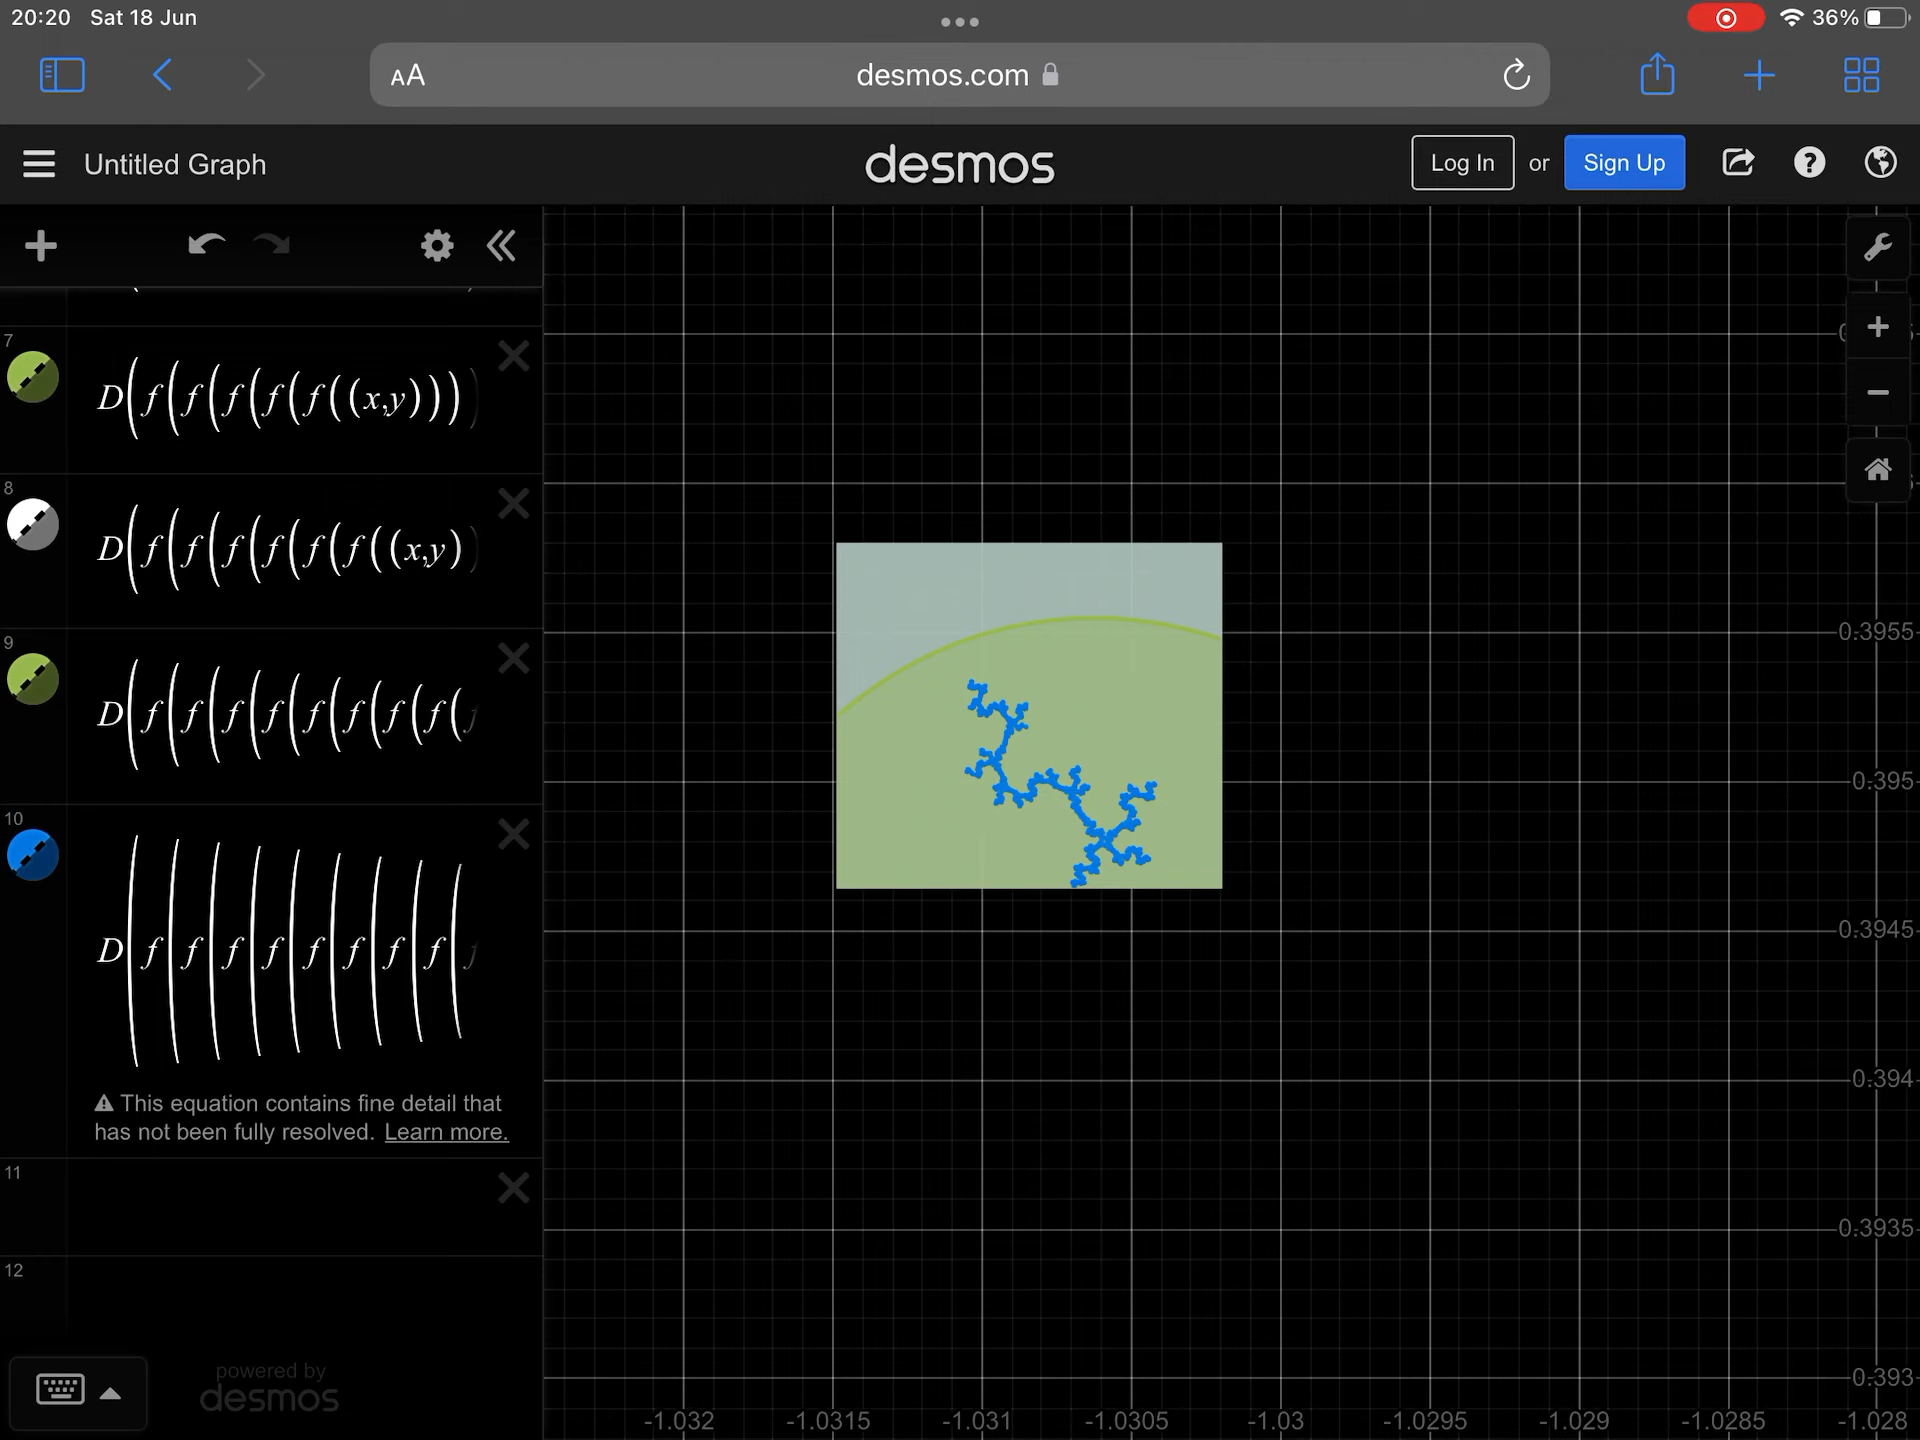 20:20 Sat 18 Jun
36%
AA
desmos.com
Untitled Graph
desmos
Log In or Sign Up
7
D(f(f(f(f(f((x,y)))))
8
D(f(f(f(f(f(f((x,y))
9
D(f(f(f(f(f(f(f(f(
10
D(f(f(f(f(f(f(f(f(
This equation contains fine detail that
has not been fully resolved. Learn more.
11
12
powered by
desmos
0.3955
0.395
0.3945
0.394
0.3935
0.393
-1.032 -1.0315 -1.031 -1.0305 -1.03 -1.0295 -1.029 -1.0285 -1.028